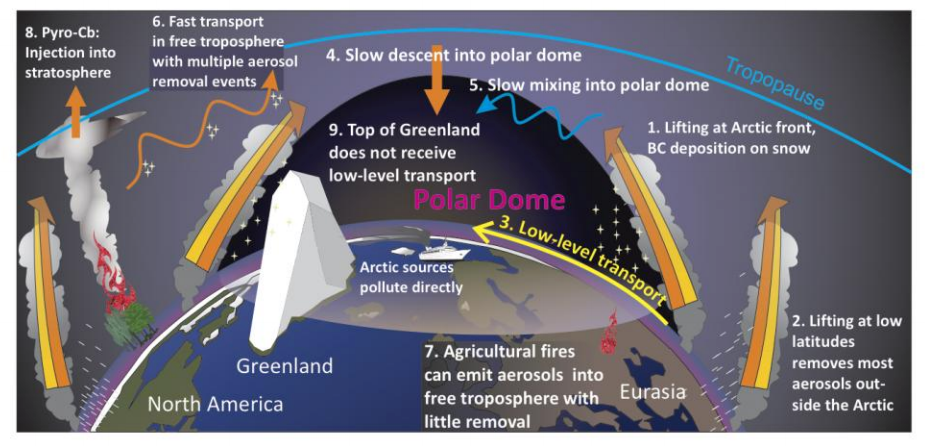 8. Pyro-Cb:
Injection into
stratosphere
6. Fast transport
in free troposphere
with multiple aerosol
removal events
4. Slow descent into polar dome
5. Slow mixing into polar dome
Tropopause
9. Top of Greenland
does not receive
low-level transport
1. Lifting at Arctic front,
BC deposition on snow
Polar Dome
3. Low-level transport
Arctic sources
pollute directly
2. Lifting at low
latitudes
removes most
aerosols out-
side the Arctic
7. Agricultural fires
can emit aerosols into
free troposphere with
little removal
Greenland
North America
Eurasia